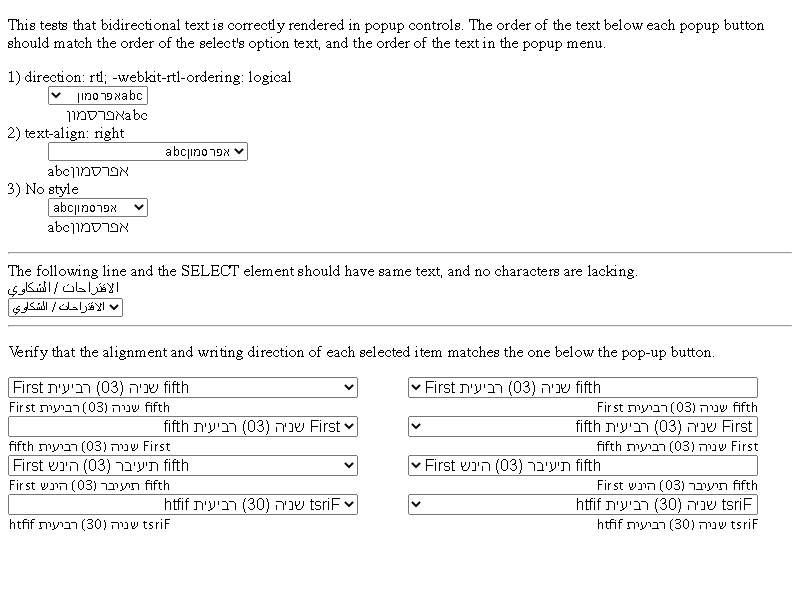 This tests that bidirectional text is correctly rendered in popup controls. The order of the text below each popup button
should match the order of the select's option text, and the order of the text in the popup menu.
1) direction: rtl; -webkit-rtl-ordering: logical
abcאפרסמון
abcאפרסמון
2) text-align: right
abcאפרסמון
abcאפרסמון
3) No style
abcאפרסמון
abcאפרסמון
The following line and the SELECT element should have same text, and no characters are lacking.
الاقتراحات / الشكاوي
الاقتراحات / الشكاوي
Verify that the alignment and writing direction of each selected item matches the one below the pop-up button.
First שניה (03) רביעית fifth
First שניה (03) רביעית fifth
First שניה (03) רביעית fifth
First שניה (03) רביעית fifth
First שניה (03) רביעית fifth
First שניה (03) רביעית fifth
First שניה (03) רביעית fifth
First שניה (03) רביעית fifth
First תיעיבר (03) הינש fifth
First תיעיבר (03) הינש fifth
First תיעיבר (03) הינש fifth
First תיעיבר (03) הינש fifth
tsriF שניה (30) רביעית htfif
tsriF שניה (30) רביעית htfif
tsriF שניה (30) רביעית htfif
tsriF שניה (30) רביעית htfif